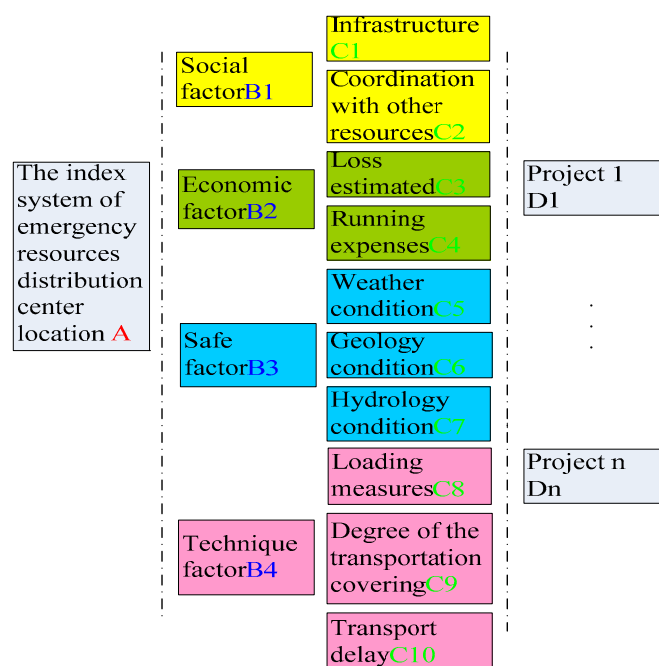 The index
system of
emergency
resources
distribution
center
location A
Social
factorB1
Economic
factorB2
Safe
factorB3
Technique
factorB4
Infrastructure
C1
Coordination
with other
resourcesC2
Loss
estimatedC3
Running
expensesC4
Weather
conditionC5
Geology
conditionC6
Hydrology
conditionC7
Loading
measuresC8
Degree of the
transportation
coveringC9
Transport
delayC10
Project 1
D1
.
.
.
Project n
Dn